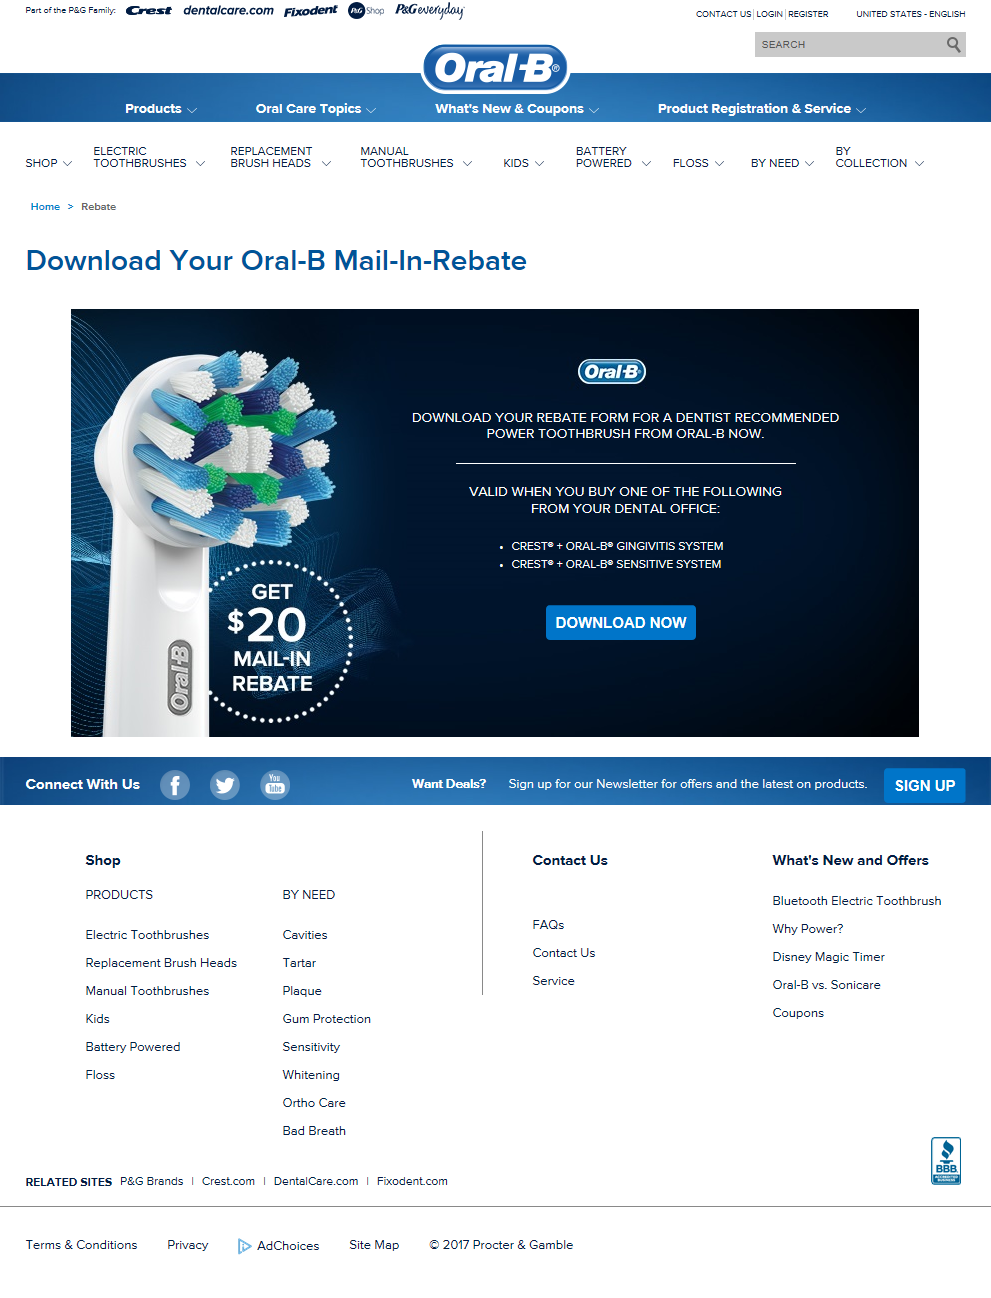 Part of the P&G Family: Crest dentalcare.com Fixodent P&G Shop P&G everyday
CONTACT US | LOGIN | REGISTER UNITED STATES - ENGLISH
SEARCH
Oral-B®
Products What's New & Coupons Oral Care Topics Product Registration & Service
SHOP ELECTRIC TOOTHBRUSHES REPLACEMENT BRUSH HEADS MANUAL TOOTHBRUSHES KIDS BATTERY POWERED FLOSS BY NEED BY COLLECTION
Home > Rebate
Download Your Oral-B Mail-In-Rebate
Oral-B
DOWNLOAD YOUR REBATE FORM FOR A DENTIST RECOMMENDED
POWER TOOTHBRUSH FROM ORAL-B NOW.
VALID WHEN YOU BUY ONE OF THE FOLLOWING
FROM YOUR DENTAL OFFICE:
• CREST® + ORAL-B® GINGIVITIS SYSTEM
• CREST® + ORAL-B® SENSITIVE SYSTEM
DOWNLOAD NOW
GET
$20
MAIL-IN
REBATE
Oral-B
Connect With Us f You Tube Want Deals? Sign up for our Newsletter for offers and the latest on products. SIGN UP
Shop
PRODUCTS
Electric Toothbrushes
Replacement Brush Heads
Manual Toothbrushes
Kids
Battery Powered
Floss
BY NEED
Cavities
Tartar
Plaque
Gum Protection
Sensitivity
Whitening
Ortho Care
Bad Breath
Contact Us
FAQs
Contact Us
Service
What's New and Offers
Bluetooth Electric Toothbrush
Why Power?
Disney Magic Timer
Oral-B vs. Sonicare
Coupons
BBB.
ACCREDITED
BUSINESS
RELATED SITES P&G Brands | Crest.com | DentalCare.com | Fixodent.com
Terms & Conditions Privacy AdChoices Site Map © 2017 Procter & Gamble